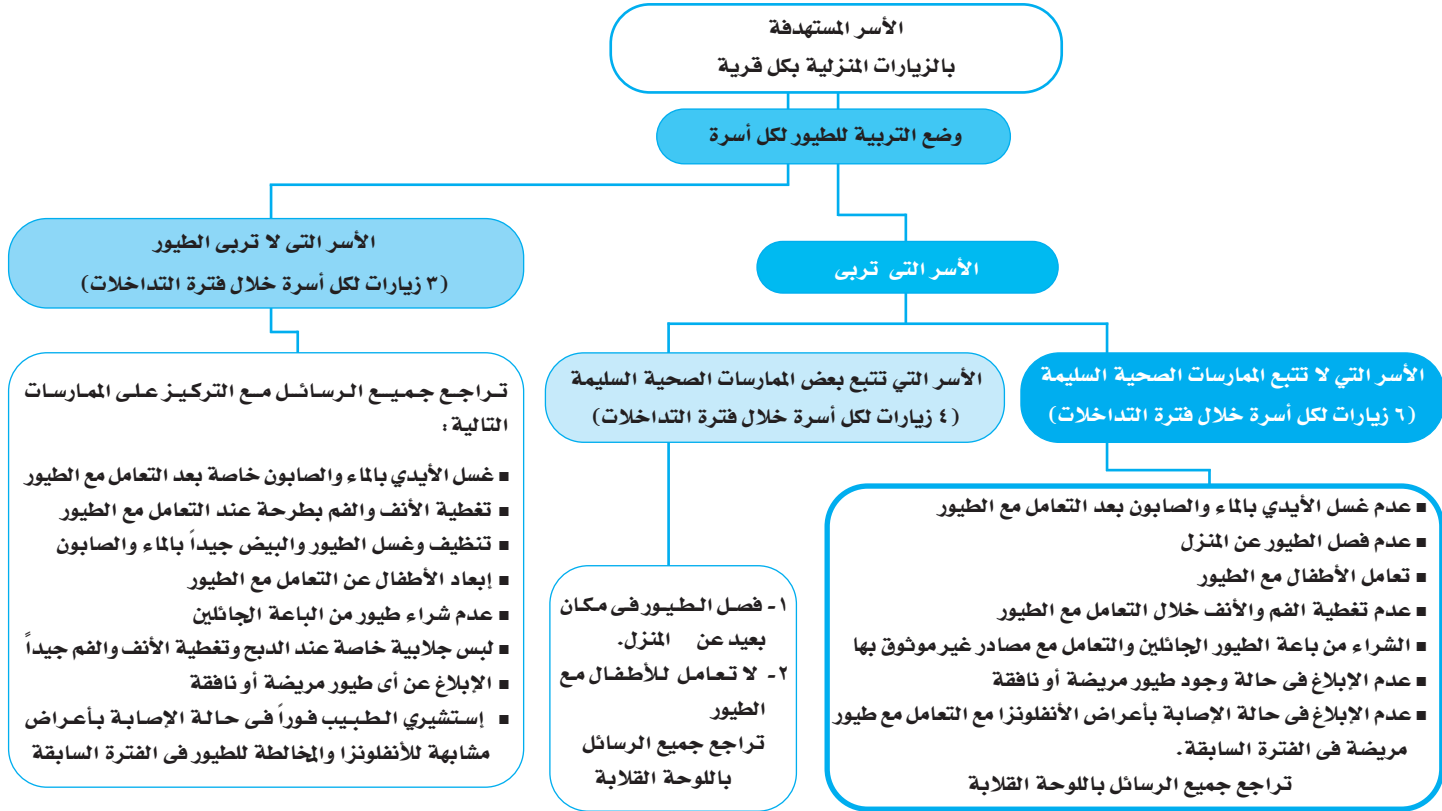 الأسر المستهدفة
بالزيارات المنزلية بكل قرية
وضع التربية للطيور لكل أسرة
الأسر التى تربى
الأسر التي لا تتبع الممارسات الصحية السليمة
(٦ زيارات لكل أسرة خلال فترة التداخلات)
■ عدم غسل الأيدي بالماء والصابون بعد التعامل مع الطيور
■ عدم فصل الطيور عن المنزل
■ تعامل الأطفال مع الطيور
■ عدم تغطية الفم والأنف خلال التعامل مع الطيور
■ الشراء من باعة الطيور الجائلين والتعامل مع مصادر غير موثوق بها
■ عدم الإبلاغ فى حالة وجود طيور مريضة أو نافقة
■ عدم الإبلاغ فى حالة الإصابة بأعراض الأنفلونزا مع التعامل مع طيور
مريضة فى الفترة السابقة.
تراجع جميع الرسائل باللوحة القلابة
الأسر التي تتبع بعض الممارسات الصحية السليمة
(٤ زيارات لكل أسرة خلال فترة التداخلات)
١- فصل الطيور فى مكان
بعيد عن المنزل.
٢- لا تعامل للأطفال مع
الطيور
تراجع جميع الرسائل
باللوحة القلابة
الأسر التى لا تربى الطيور
(٣ زيارات لكل أسرة خلال فترة التداخلات)
تراجع جميع الرسائل مع التركيز على الممارسات
التالية:
■ غسل الأيدي بالماء والصابون خاصة بعد التعامل مع الطيور
■ تغطية الأنف والفم بطرحة عند التعامل مع الطيور
■ تنظيف وغسل الطيور والبيض جيداً بالماء والصابون
■ إبعاد الأطفال عن التعامل مع الطيور
■ عدم شراء طيور من الباعة الجائلين
■ لبس جلابية خاصة عند الدبح وتغطية الأنف والفم جيداً
■ الإبلاغ عن أى طيور مريضة أو نافقة
■ إستشيري الطبيب فوراً فى حالة الإصابة بأعراض
مشابهة للأنفلونزا والمخالطة للطيور فى الفترة السابقة